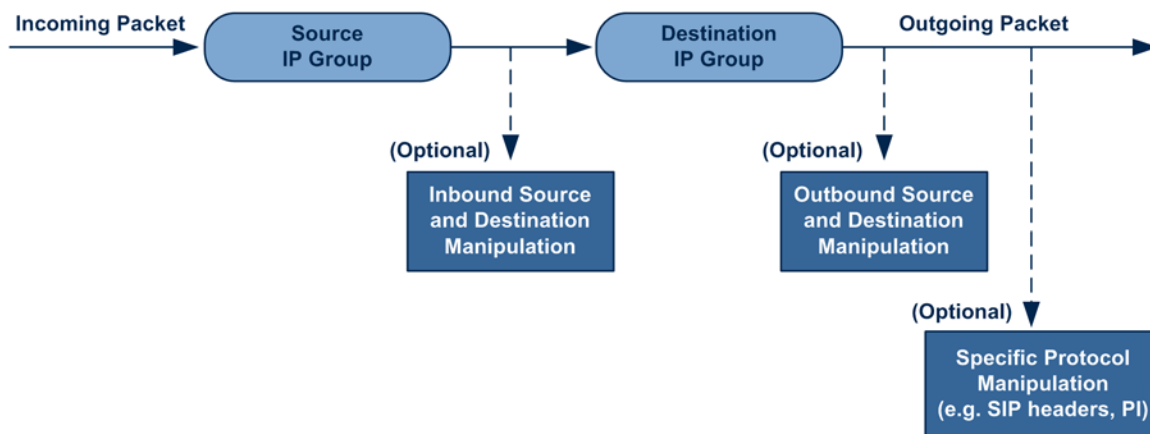 Incoming Packet
Source
IP Group
Destination
IP Group
Outgoing Packet
(Optional)
Inbound Source
and Destination
Manipulation
(Optional)
Outbound Source
and Destination
Manipulation
(Optional)
Specific Protocol
Manipulation
(e.g. SIP headers, PI)